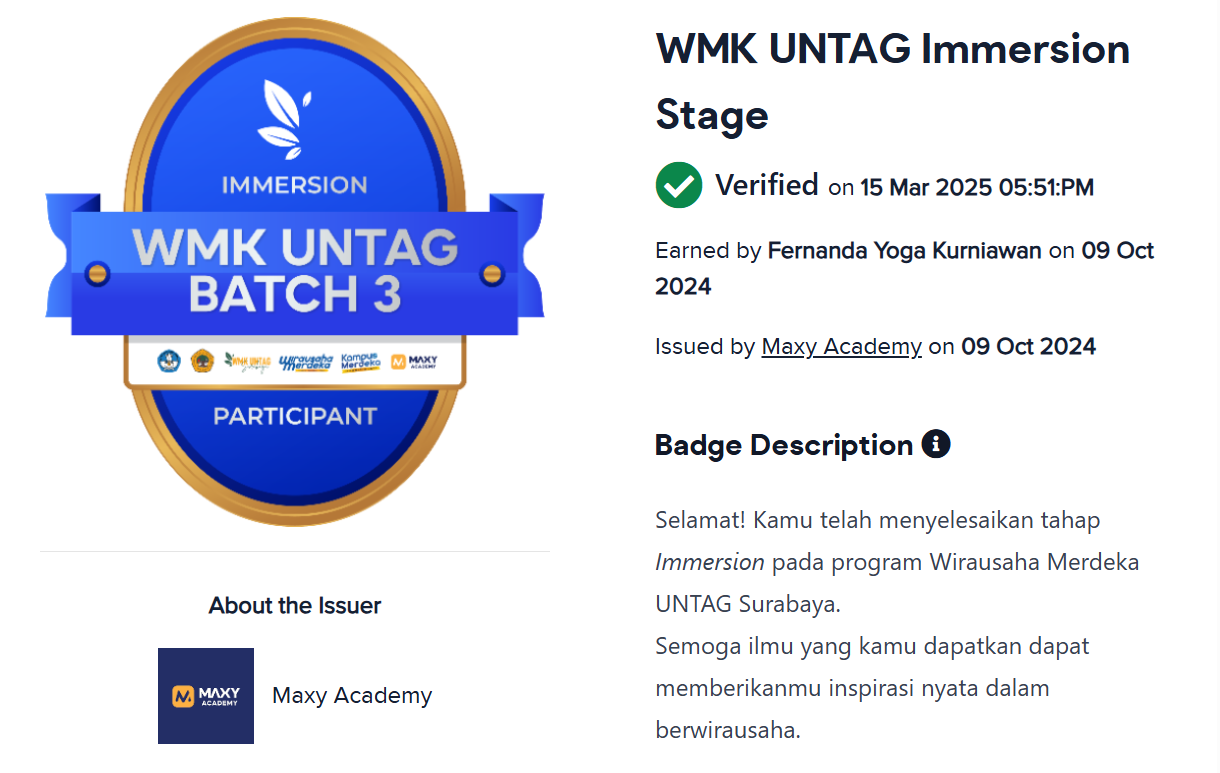 IMMERSION
WMK UNTAG
BATCH 3
WMK UNTAG
Wirausaha
Merdeka
Kampus
Merdeka
MAXY
ACADEMY
PARTICIPANT
About the Issuer
MAXY
ACADEMY
Maxy Academy
WMK UNTAG Immersion
Stage
Verified on 15 Mar 2025 05:51:PM
Earned by Fernanda Yoga Kurniawan on 09 Oct
2024
Issued by Maxy Academy on 09 Oct 2024
Badge Description
Selamat! Kamu telah menyelesaikan tahap
Immersion pada program Wirausaha Merdeka
UNTAG Surabaya.
Semoga ilmu yang kamu dapatkan dapat
memberikanmu inspirasi nyata dalam
berwirausaha.